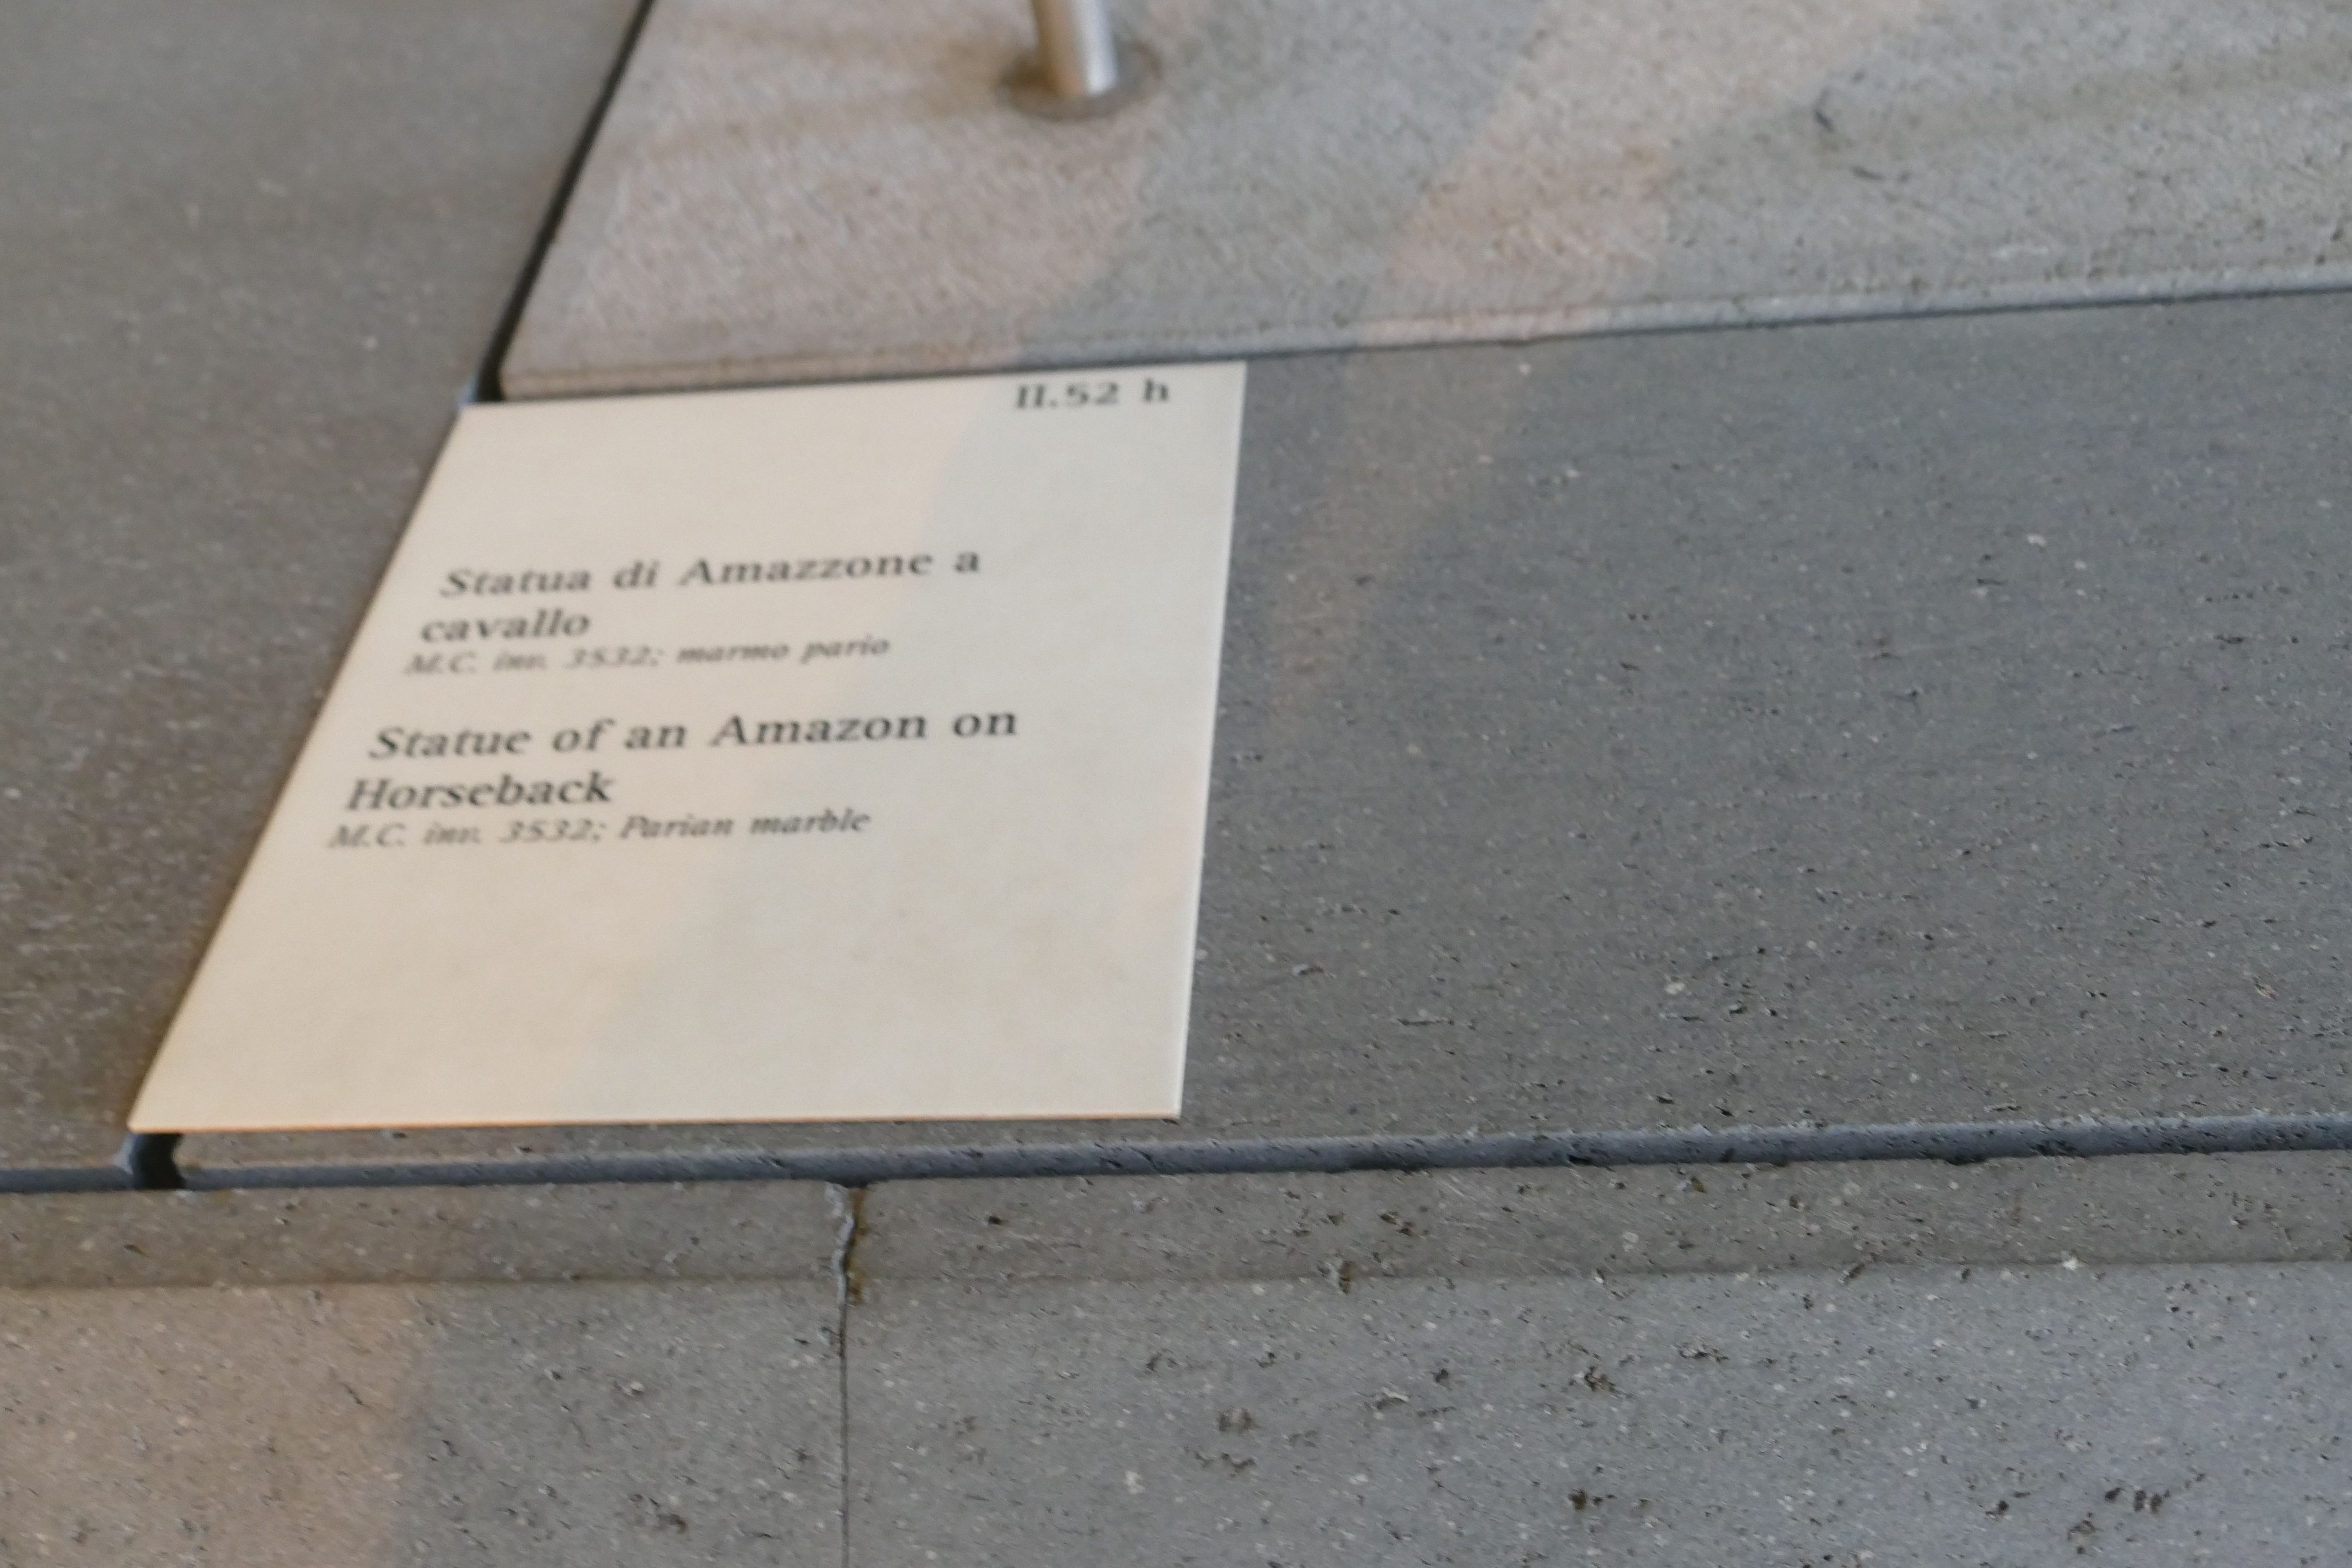 II.52 h
Statua di Amazzone a
cavallo
M.C. inv. 3532; marmo pario
Statue of an Amazon on
Horseback
M.C. inv. 3532; Parian marble